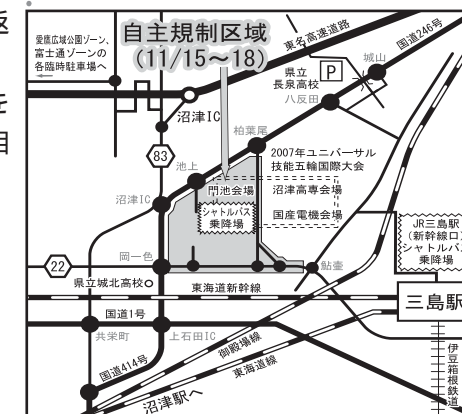 返
を
自主規制区域
(11/15～18)
愛鷹広域公園ゾーン、
富士通ゾーンの
各臨時駐車場へ
東名高速道路
国道246号
城山
県立
長泉高校
P
八反田
沼津IC
柏葉尾
83
2007年ユニバーサル
技能五輪国際大会
池上
門池会場
沼津高専会場
沼津IC
シャトルバス
乗降場
国産電機会場
JR三島駅
(新幹線口)
シャトルバス
乗降場
岡一色
22
鮎壷
県立城北高校
東海道新幹線
三島駅
国道1号
共栄町
上石田IC
御殿場線
東海道線
国道414号
沼津駅へ
伊豆箱根鉄道